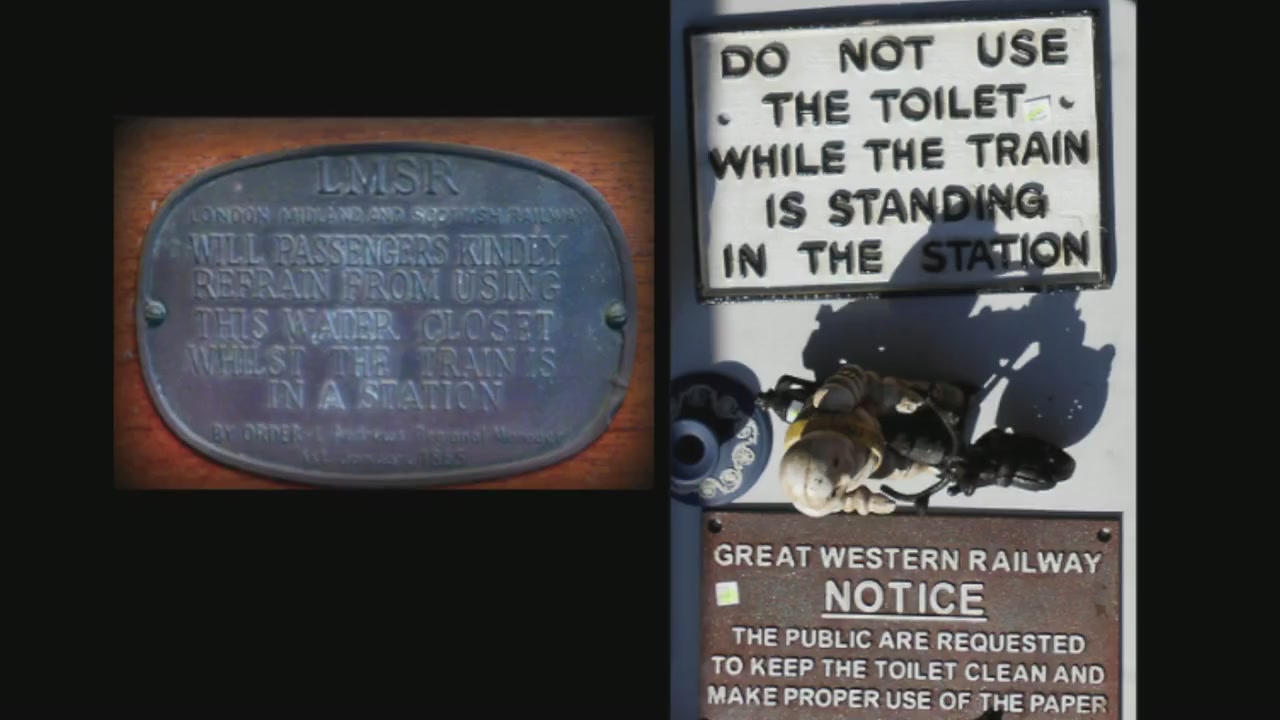 LMSR
LONDON MIDLAND AND SCOTTISH RAILWAY
WILL PASSENGERS KINDLY
REFRAIN FROM USING
THIS WATER CLOSET
WHILST THE TRAIN IS
IN A STATION
BY ORDER
DO NOT USE
THE TOILET
WHILE THE TRAIN
IS STANDING
IN THE STATION
GREAT WESTERN RAILWAY
NOTICE
THE PUBLIC ARE REQUESTED
TO KEEP THE TOILET CLEAN AND
MAKE PROPER USE OF THE PAPER